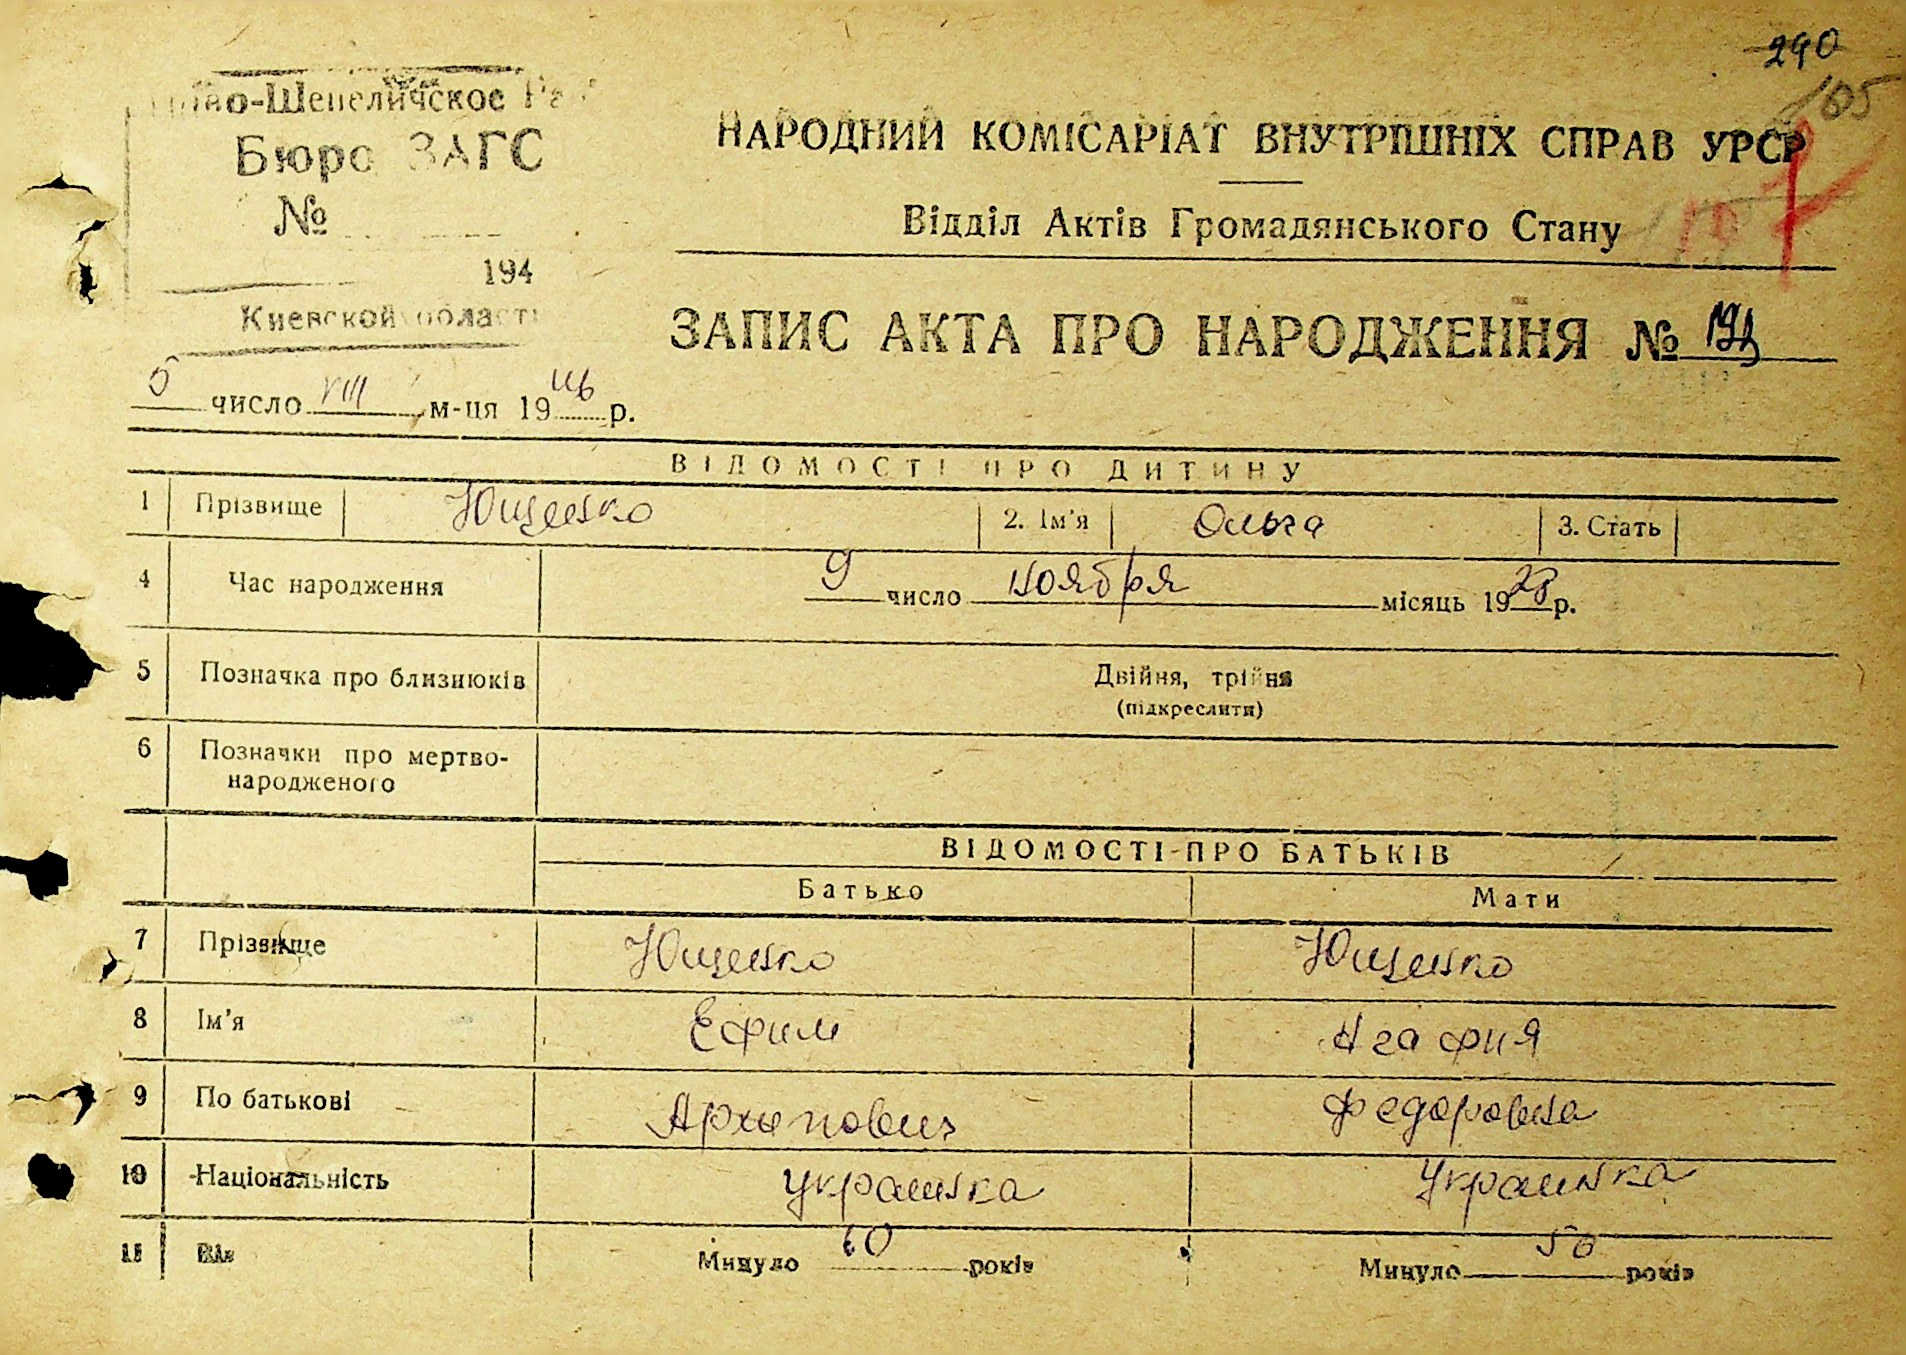 290
105
Ново-Шепеличское Ра
Бюро ЗАГС
№
194
Киевской области
НАРОДНИЙ КОМІСАРІАТ ВНУТРІШНІХ СПРАВ УРСР
Відділ Актів Громадянського Стану
ЗАПИС АКТА ПРО НАРОДЖЕННЯ №
5 число VIII м-ця 1946 р.
ВІДОМОСТІ ПРО ДИТИНУ
1 Прізвище Ющенко 2. Ім'я Ольга 3. Стать
4 Час народження 9 число ноября місяць 1928 р.
5 Позначка про близнюків Двійня, трійня
(підкреслити)
6 Позначки про мертво-
народженого
ВІДОМОСТІ ПРО БАТЬКІВ
Батько Мати
7 Прізвище Ющенко Ющенко
8 Ім'я Ефим Агафия
9 По батькові Архипович Федоровна
10 Національність украинка украинка
11 Вік Минуло 60 років Минуло 50 років